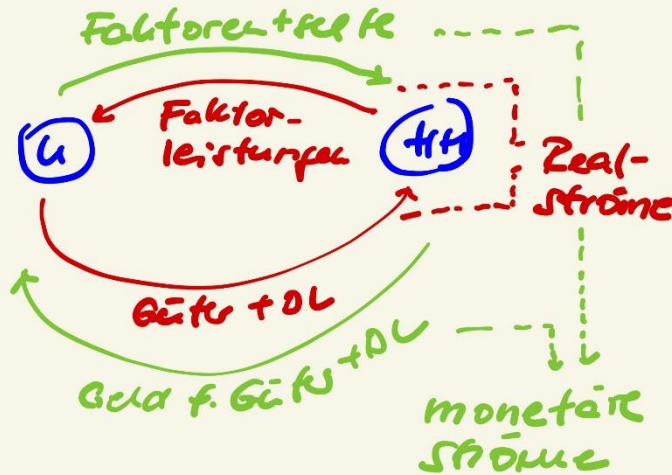 Faktorentgelte
Faktor-
leistungen
U
HH
Real-
ströme
Güter + DL
Geld f. Güter + DL
monetäre
ströme